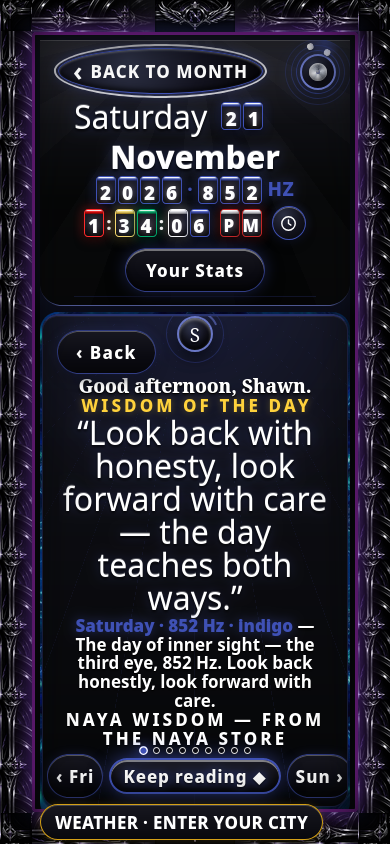 ‹ BACK TO MONTH
Saturday 21
November
2026 · 852 HZ
1:34:06 PM
Your Stats
S
‹ Back
Good afternoon, Shawn.
WISDOM OF THE DAY
“Look back with
honesty, look
forward with care
— the day
teaches both
ways.”
Saturday · 852 Hz · Indigo —
The day of inner sight — the
third eye, 852 Hz. Look back
honestly, look forward with
care.
NAYA WISDOM — FROM
THE NAYA STORE
‹ Fri
Keep reading ◆
Sun ›
WEATHER · ENTER YOUR CITY